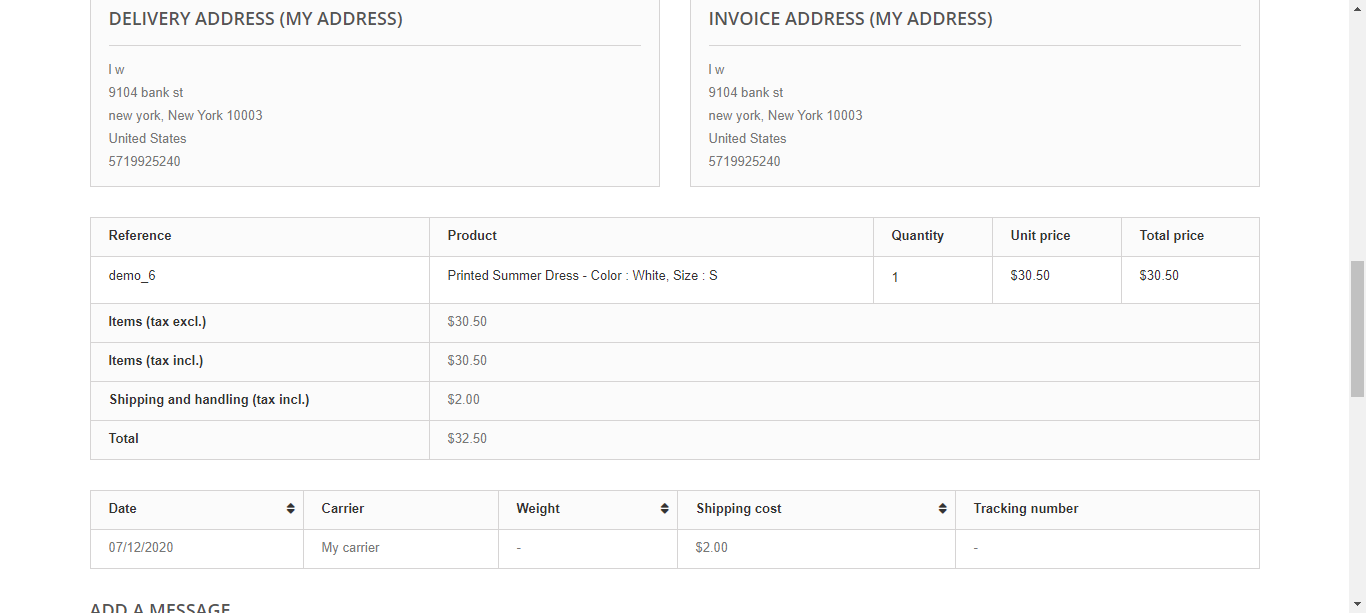 DELIVERY ADDRESS (MY ADDRESS)
l w
9104 bank st
new york, New York 10003
United States
5719925240
INVOICE ADDRESS (MY ADDRESS)
l w
9104 bank st
new york, New York 10003
United States
5719925240
Reference Product Quantity Unit price Total price
demo_6 Printed Summer Dress - Color : White, Size : S 1 $30.50 $30.50
Items (tax excl.) $30.50
Items (tax incl.) $30.50
Shipping and handling (tax incl.) $2.00
Total $32.50
Date Carrier Weight Shipping cost Tracking number
07/12/2020 My carrier - $2.00 -
ADD A MESSAGE